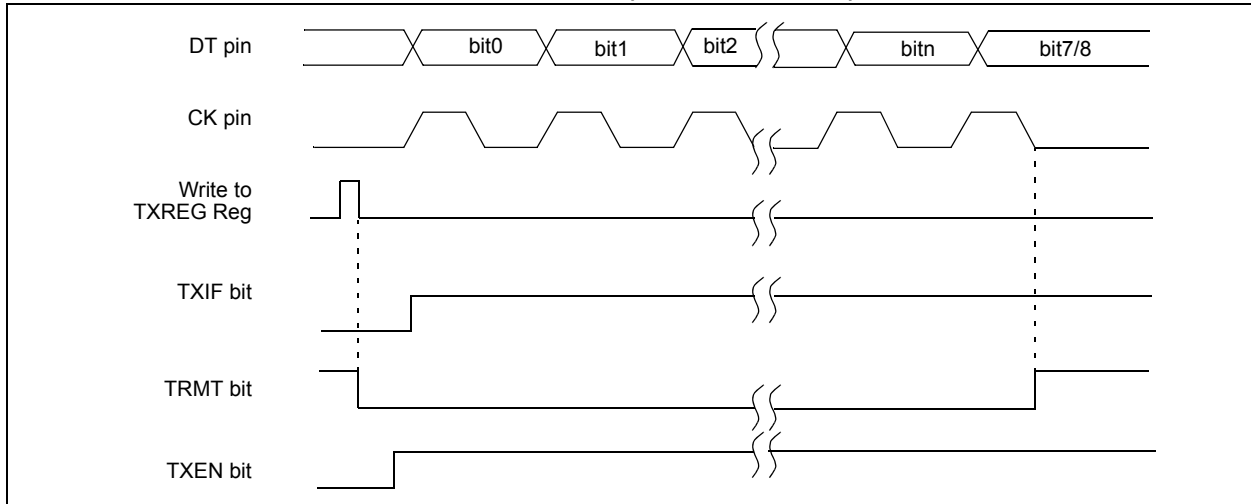 DT pin
bit0
bit1
bit2
bitn
bit7/8
CK pin
Write to
TXREG Reg
TXIF bit
TRMT bit
TXEN bit